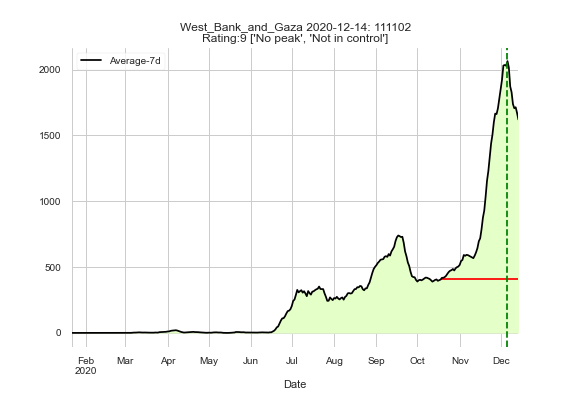 West_Bank_and_Gaza 2020-12-14: 111102
Rating:9 ['No peak', 'Not in control']
Average-7d
2000
1500
1000
500
0
Feb Mar Apr May Jun Jul Aug Sep Oct Nov Dec
2020
Date